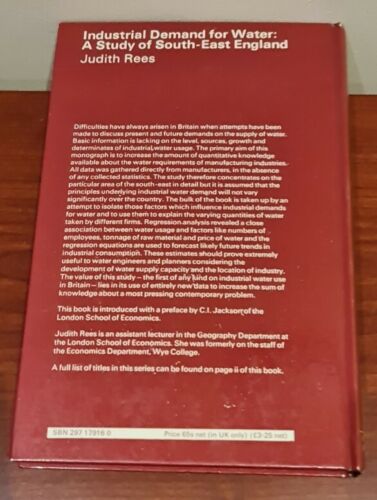 Industrial Demand for Water:
A Study of South-East England
Judith Rees
Difficulties have always arisen in Britain when attempts have been
made to discuss present and future demands on the supply of water.
Basic information is lacking on the level, sources, growth and
determinates of industrial water usage. The primary aim of this
monograph is to increase the amount of quantitative knowledge
available about the water requirements of manufacturing industries.
All data was gathered directly from manufacturers, in the absence
of any collected statistics. The study therefore concentrates on the
particular area of the south-east in detail but it is assumed that the
principles underlying industrial water demand will not vary
significantly over the country. The bulk of the book is taken up by an
attempt to isolate those factors which influence industrial demands
for water and to use them to explain the varying quantities of water
taken by different firms. Regression analysis revealed a close
association between water usage and factors like numbers of
employees, tonnage of raw material and price of water and the
regression equations are used to forecast likely future trends in
industrial consumption. These estimates should prove extremely
useful to water engineers and planners considering the
development of water supply capacity and the location of industry.
The value of this study – the first of any kind on industrial water use
in Britain – lies in its use of entirely new data to increase the sum of
knowledge about a most pressing contemporary problem.
This book is introduced with a preface by C.I. Jackson of the
London School of Economics.
Judith Rees is an assistant lecturer in the Geography Department at
the London School of Economics. She was formerly on the staff of
the Economics Department, Wye College.
A full list of titles in this series can be found on page ii of this book.
SBN 297 17916 0 Price 65s net (in UK only) (£3·25 net)